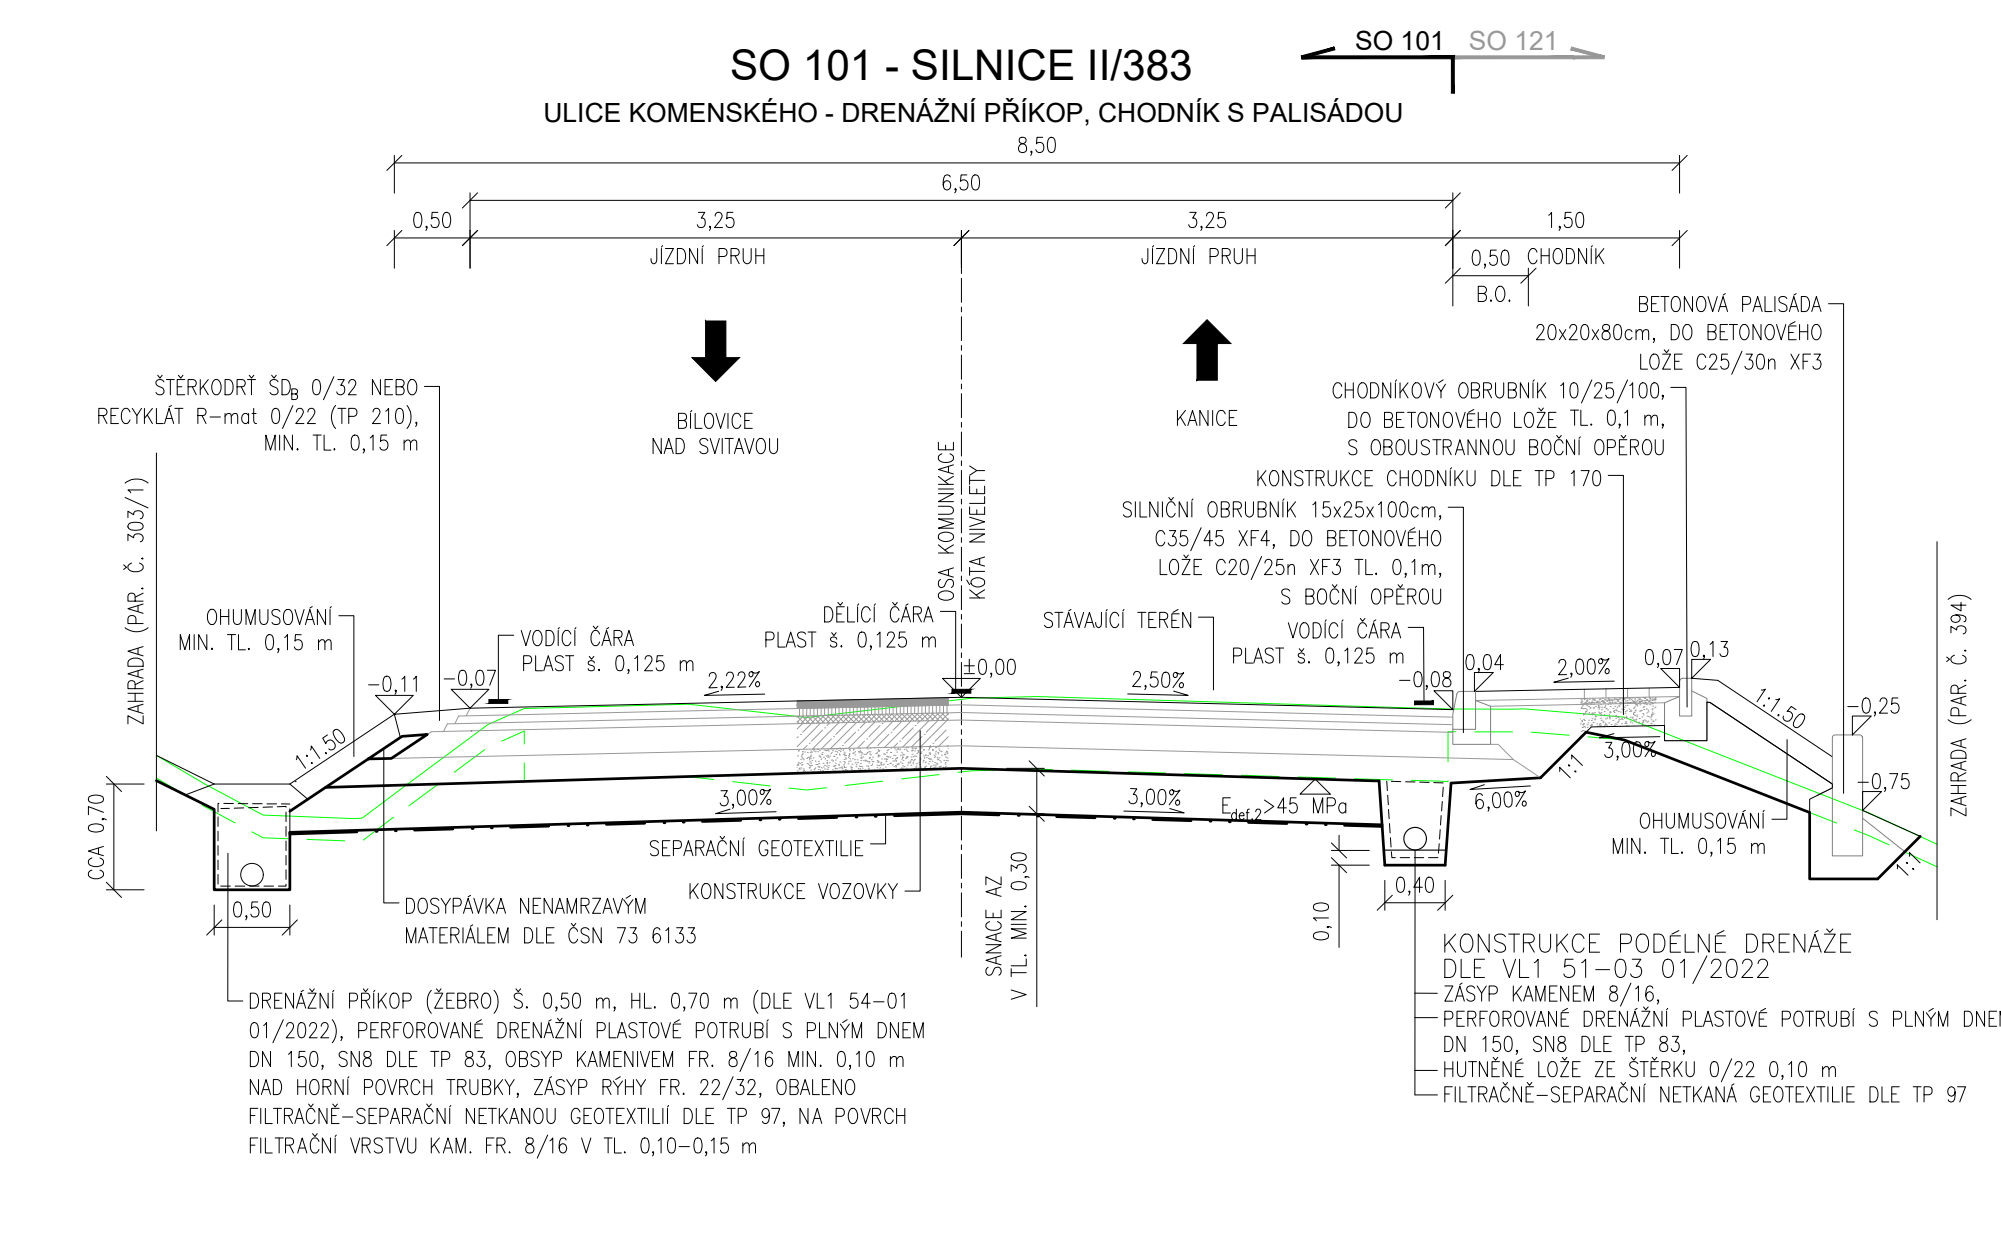 SO 101 SO 121
SO 101 - SILNICE II/383
ULICE KOMENSKÉHO - DRENÁŽNÍ PŘÍKOP, CHODNÍK S PALISÁDOU
8,50
6,50
0,50 3,25 3,25 1,50
JÍZDNÍ PRUH JÍZDNÍ PRUH 0,50 CHODNÍK
B.O.
BETONOVÁ PALISÁDA
20x20x80cm, DO BETONOVÉHO
LOŽE C25/30n XF3
ŠTĚRKODRŤ ŠDB 0/32 NEBO
RECYKLÁT R-mat 0/22 (TP 210),
MIN. TL. 0,15 m
BÍLOVICE
NAD SVITAVOU
KANICE
CHODNÍKOVÝ OBRUBNÍK 10/25/100,
DO BETONOVÉHO LOŽE TL. 0,1 m,
S OBOUSTRANNOU BOČNÍ OPĚROU
KONSTRUKCE CHODNÍKU DLE TP 170
SILNIČNÍ OBRUBNÍK 15x25x100cm,
C35/45 XF4, DO BETONOVÉHO
LOŽE C20/25n XF3 TL. 0,1m,
S BOČNÍ OPĚROU
OSA KOMUNIKACE
KÓTA NIVELETY
ZAHRADA (PAR. Č. 303/1)
ZAHRADA (PAR. Č. 394)
OHUMUSOVÁNÍ
MIN. TL. 0,15 m
VODÍCÍ ČÁRA
PLAST š. 0,125 m
DĚLÍCÍ ČÁRA
PLAST š. 0,125 m
STÁVAJÍCÍ TERÉN
VODÍCÍ ČÁRA
PLAST š. 0,125 m
-0,11 -0,07 2,22% ±0,00 2,50% -0,08 0,04 2,00% 0,07 0,13
1:1.50 1:1.50 -0,25
3,00% 1:1
-0,75
CCA 0,70 3,00% 3,00% Edef,2>45 MPa 6,00%
OHUMUSOVÁNÍ
MIN. TL. 0,15 m
1:1
SEPARAČNÍ GEOTEXTILIE
KONSTRUKCE VOZOVKY
SANACE AZ
V TL. MIN. 0,30
0,50 0,10 0,40
DOSYPÁVKA NENAMRZAVÝM
MATERIÁLEM DLE ČSN 73 6133
DRENÁŽNÍ PŘÍKOP (ŽEBRO) Š. 0,50 m, HL. 0,70 m (DLE VL1 54-01
01/2022), PERFOROVANÉ DRENÁŽNÍ PLASTOVÉ POTRUBÍ S PLNÝM DNEM
DN 150, SN8 DLE TP 83, OBSYP KAMENIVEM FR. 8/16 MIN. 0,10 m
NAD HORNÍ POVRCH TRUBKY, ZÁSYP RÝHY FR. 22/32, OBALENO
FILTRAČNĚ-SEPARAČNÍ NETKANOU GEOTEXTILIÍ DLE TP 97, NA POVRCH
FILTRAČNÍ VRSTVU KAM. FR. 8/16 V TL. 0,10-0,15 m
KONSTRUKCE PODÉLNÉ DRENÁŽE
DLE VL1 51-03 01/2022
ZÁSYP KAMENEM 8/16,
PERFOROVANÉ DRENÁŽNÍ PLASTOVÉ POTRUBÍ S PLNÝM DNEM
DN 150, SN8 DLE TP 83,
HUTNĚNÉ LOŽE ZE ŠTĚRKU 0/22 0,10 m
FILTRAČNĚ-SEPARAČNÍ NETKANÁ GEOTEXTILIE DLE TP 97